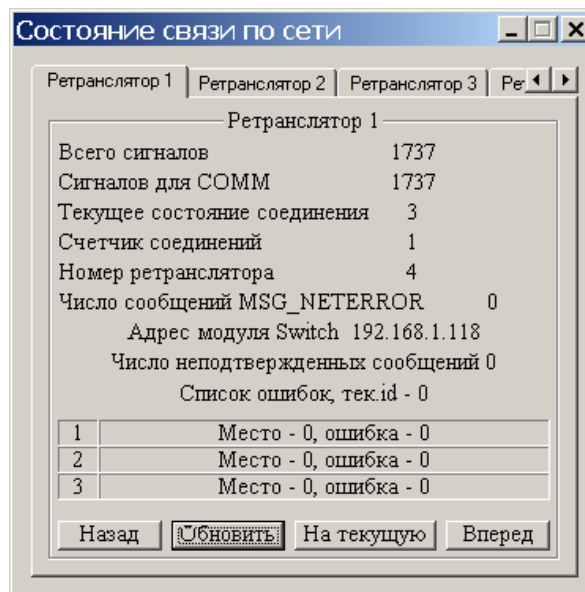 Состояние связи по сети
Ретранслятор 1 Ретранслятор 2 Ретранслятор 3
Ретранслятор 1
Всего сигналов 1737
Сигналов для COMM 1737
Текущее состояние соединения 3
Счетчик соединений 1
Номер ретранслятора 4
Число сообщений MSG_NETERROR 0
Адрес модуля Switch 192.168.1.118
Число неподтвержденных сообщений 0
Список ошибок, тек.id - 0
1 Место - 0, ошибка - 0
2 Место - 0, ошибка - 0
3 Место - 0, ошибка - 0
Назад Обновить На текущую Вперед